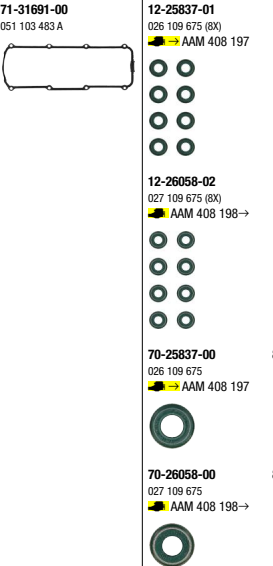 71-31691-00
051 103 483 A
12-25837-01
026 109 675 (8X)
→ AAM 408 197
12-26058-02
027 109 675 (8X)
AAM 408 198→
70-25837-00
026 109 675
→ AAM 408 197
70-26058-00
027 109 675
AAM 408 198→